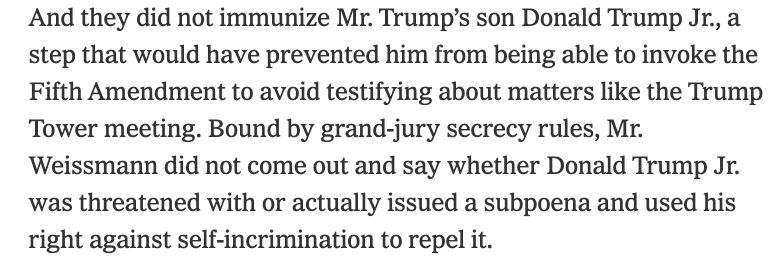 And they did not immunize Mr. Trump’s son Donald Trump Jr., a
step that would have prevented him from being able to invoke the
Fifth Amendment to avoid testifying about matters like the Trump
Tower meeting. Bound by grand-jury secrecy rules, Mr.
Weissmann did not come out and say whether Donald Trump Jr.
was threatened with or actually issued a subpoena and used his
right against self-incrimination to repel it.